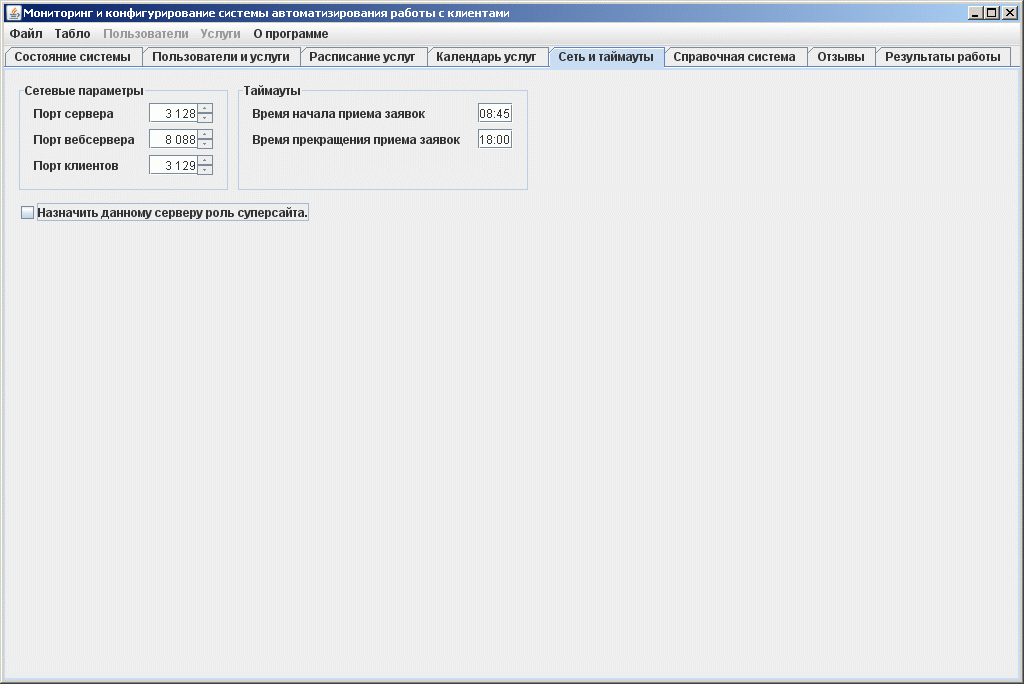 Мониторинг и конфигурирование системы автоматизирования работы с клиентами
Файл Табло Пользователи Услуги О программе
Состояние системы Пользователи и услуги Расписание услуг Календарь услуг Сеть и таймауты Справочная система Отзывы Результаты работы
Сетевые параметры Таймауты
Порт сервера 3 128 Время начала приема заявок 08:45
Порт вебсервера 8 088 Время прекращения приема заявок 18:00
Порт клиентов 3 129
Назначить данному серверу роль суперсайта.